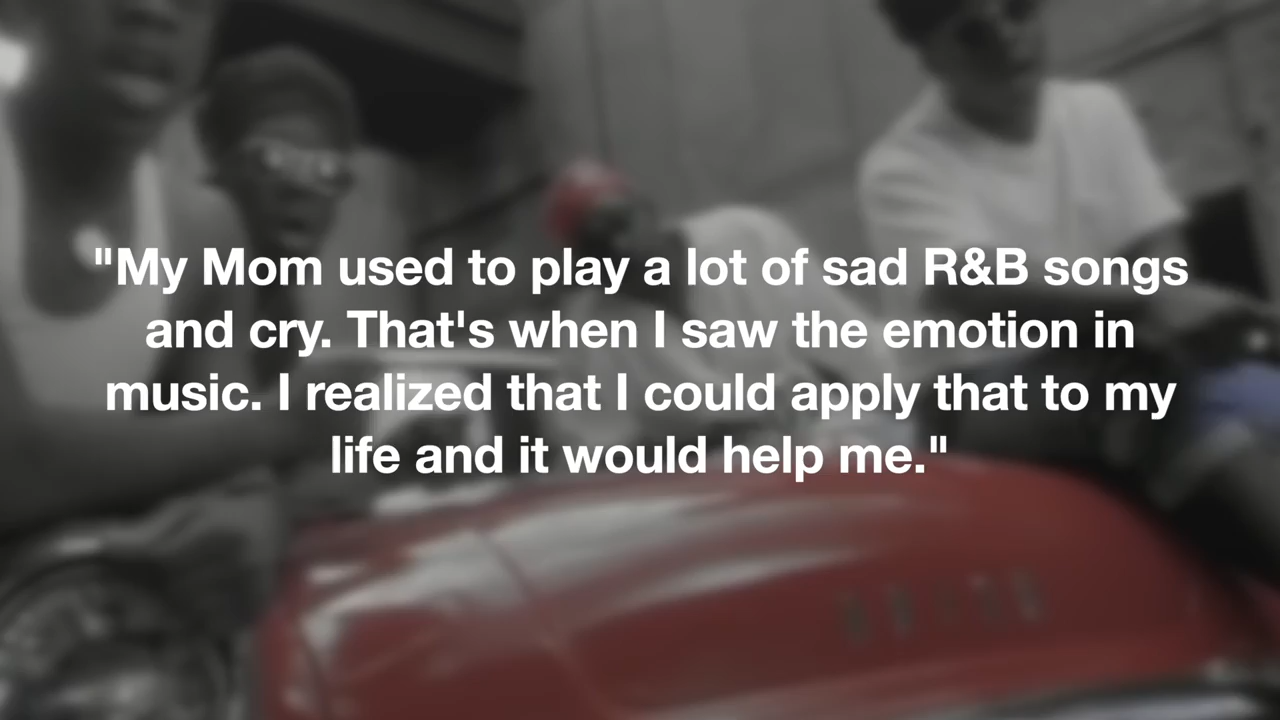 "My Mom used to play a lot of sad R&B songs
and cry. That's when I saw the emotion in
music. I realized that I could apply that to my
life and it would help me."